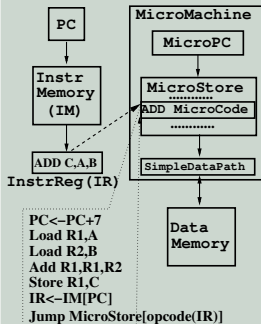 PC
Instr
Memory
(IM)
ADD C,A,B
InstrReg(IR)
MicroMachine
MicroPC
MicroStore
ADD MicroCode
SimpleDataPath
Data
Memory
PC<-PC+7
Load R1,A
Load R2,B
Add R1,R1,R2
Store R1,C
IR<-IM[PC]
Jump MicroStore[opcode(IR)]